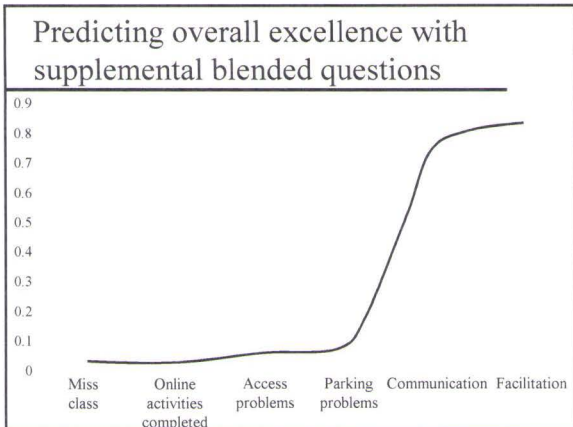 Predicting overall excellence with
supplemental blended questions
0.9
0.8
0.7
0.6
0.5
0.4
0.3
0.2
0.1
0
Miss
class
Online
activities
completed
Access
problems
Parking
problems
Communication
Facilitation